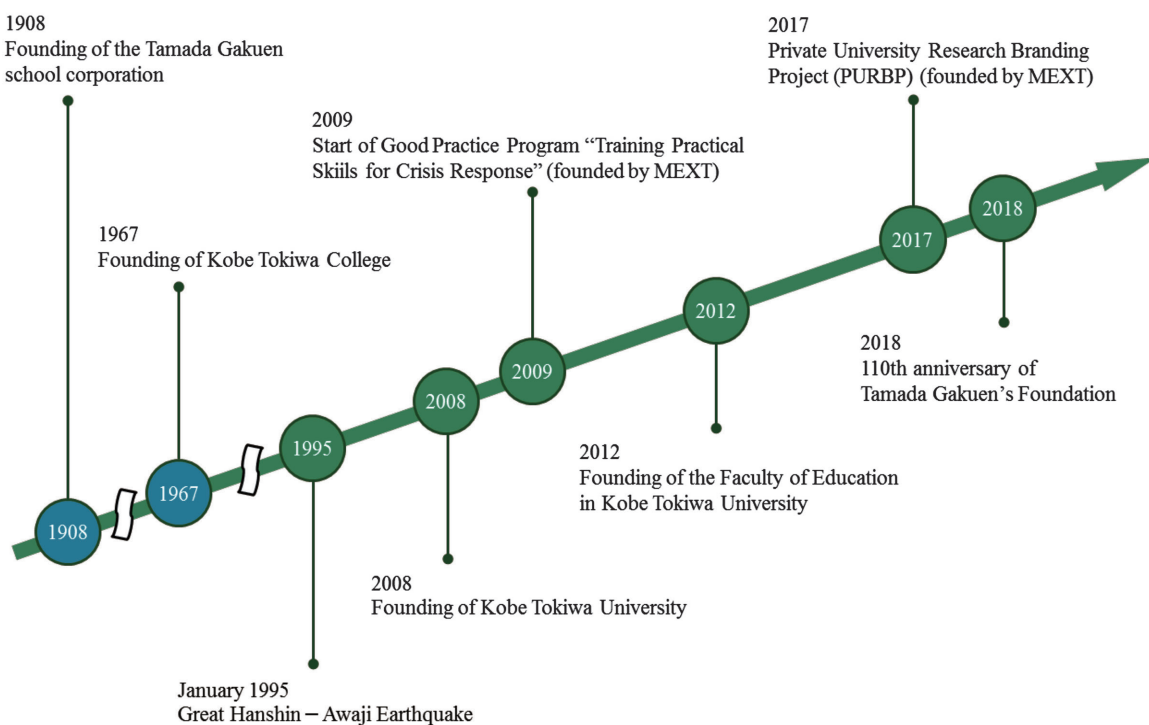 1908
Founding of the Tamada Gakuen
school corporation
1967
Founding of Kobe Tokiwa College
2009
Start of Good Practice Program “Training Practical
Skiils for Crisis Response” (founded by MEXT)
2017
Private University Research Branding
Project (PURBP) (founded by MEXT)
1908
1967
1995
2008
2009
2012
2017
2018
January 1995
Great Hanshin – Awaji Earthquake
2008
Founding of Kobe Tokiwa University
2012
Founding of the Faculty of Education
in Kobe Tokiwa University
2018
110th anniversary of
Tamada Gakuen’s Foundation